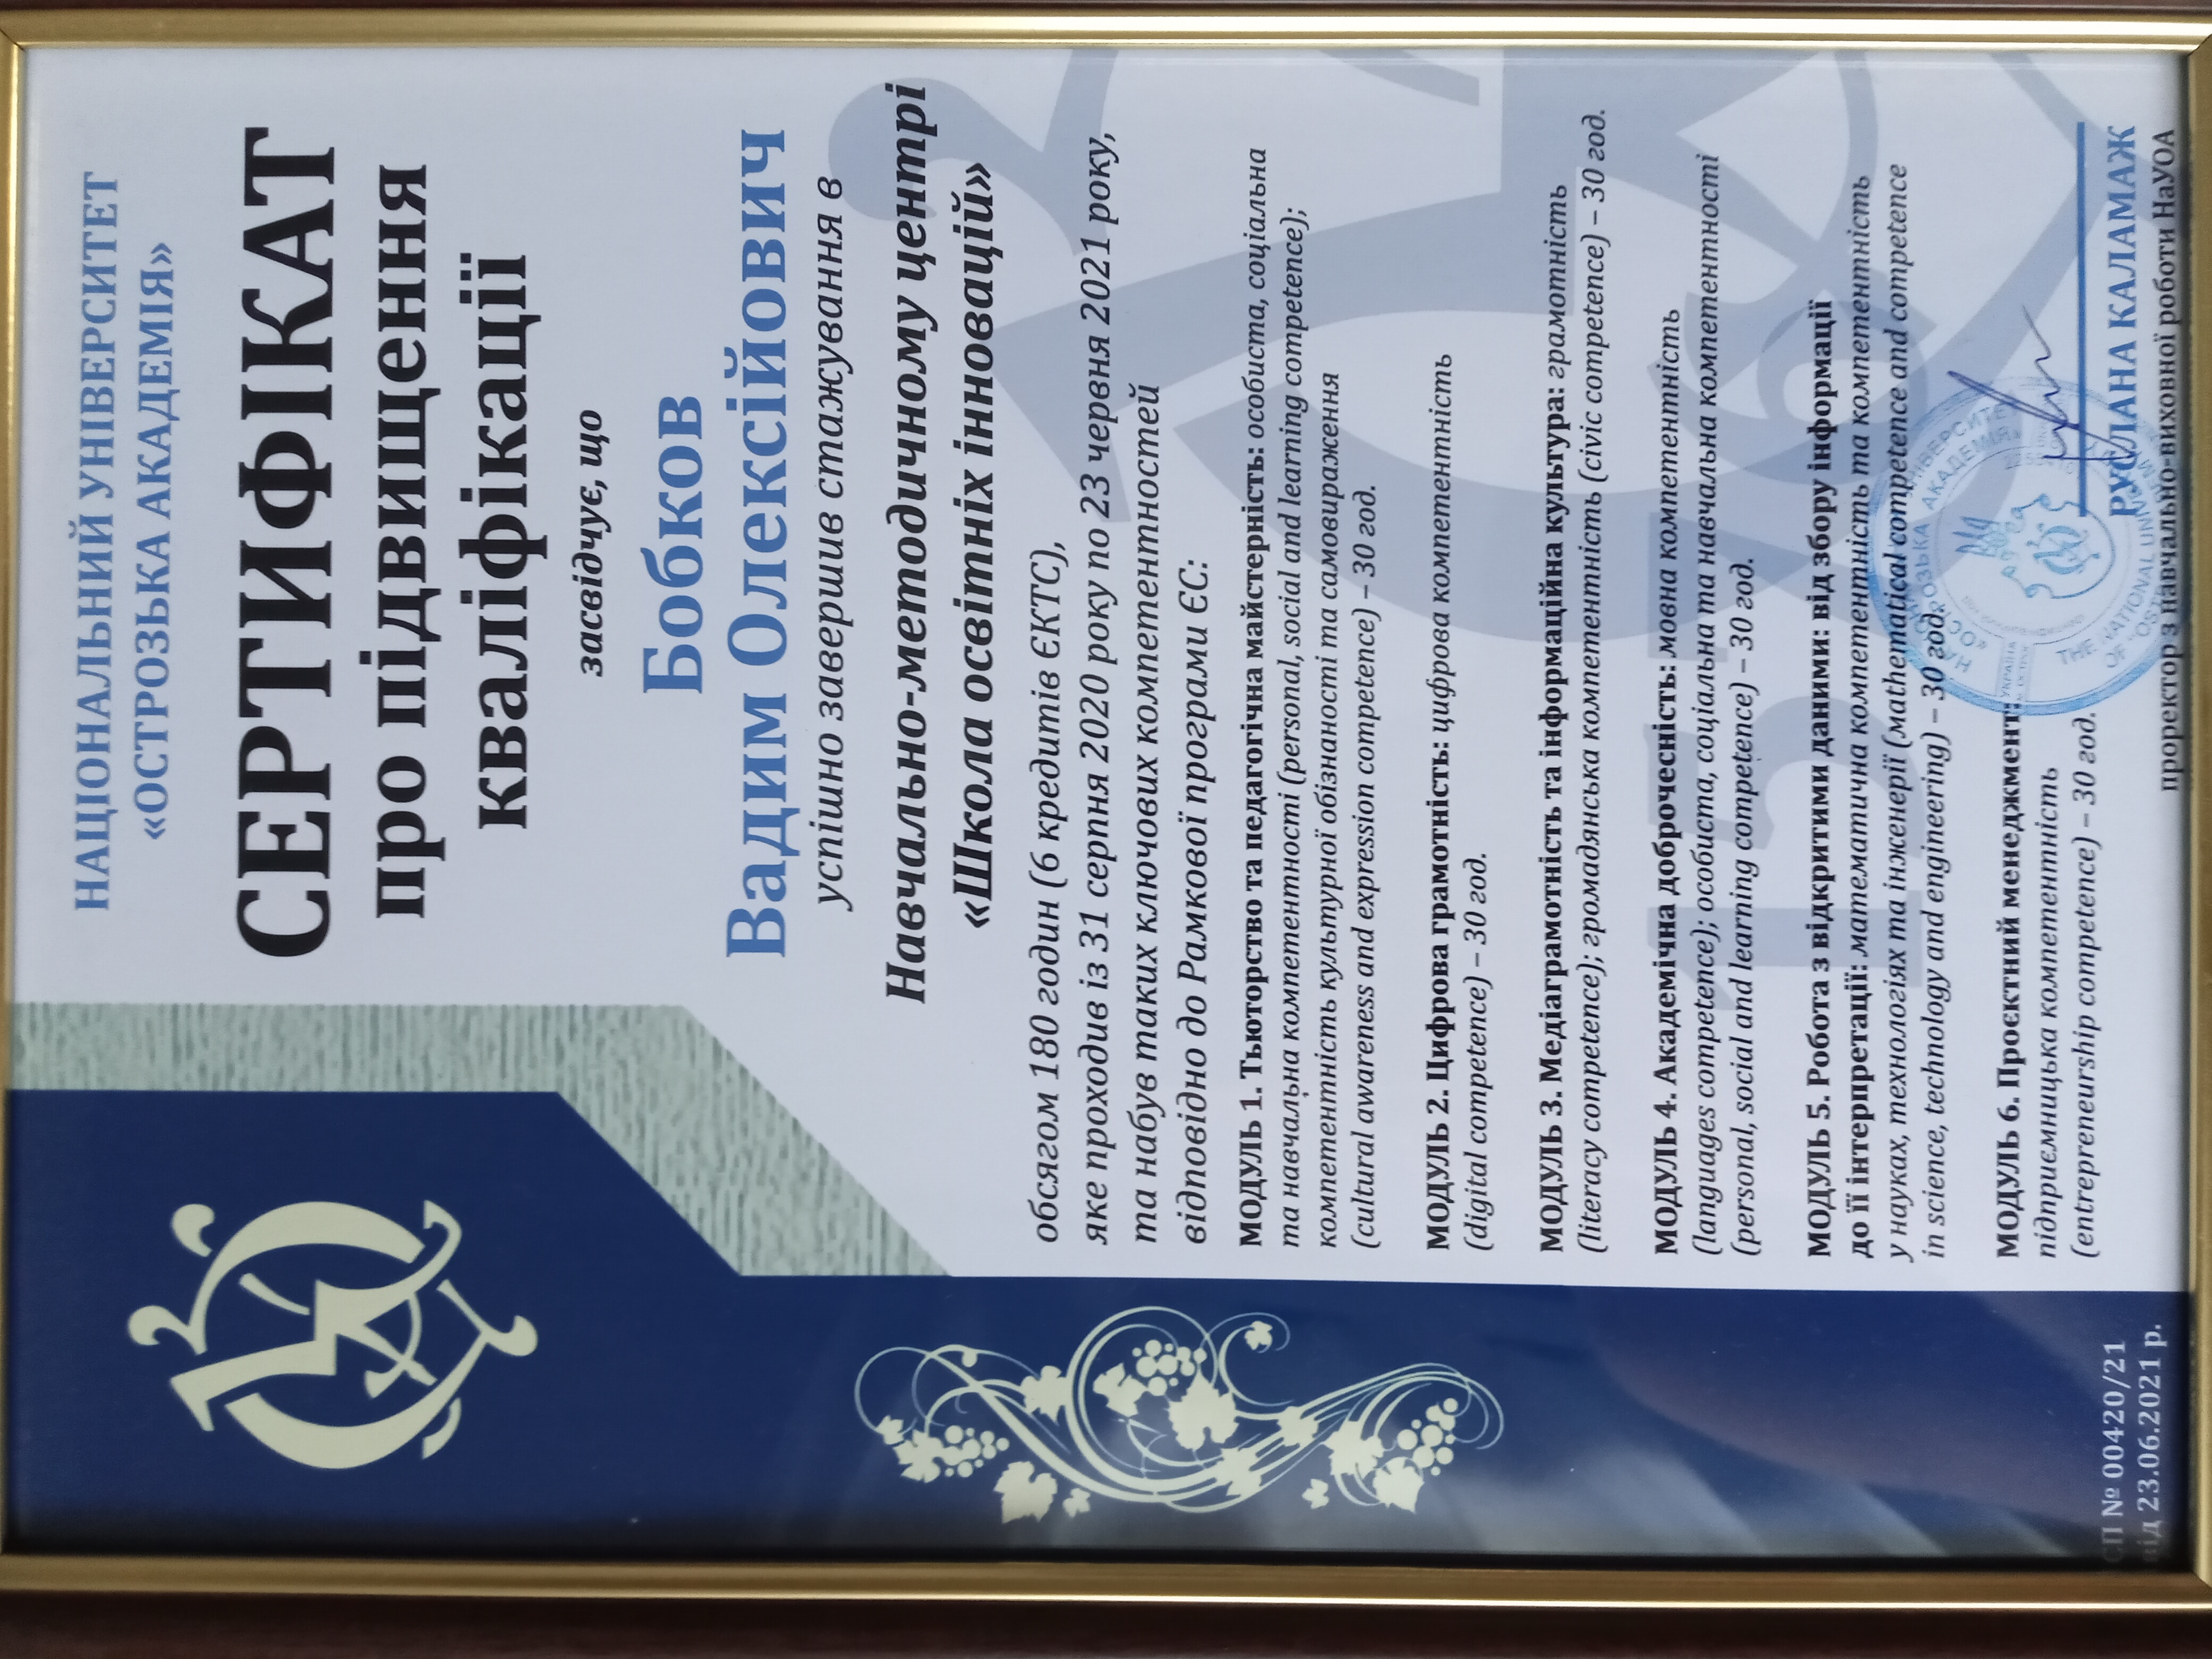 НАЦІОНАЛЬНИЙ УНІВЕРСИТЕТ
«ОСТРОЗЬКА АКАДЕМІЯ»
СЕРТИФІКАТ
про підвищення
кваліфікації
засвідчує, що
Бобков
Вадим Олексійович
успішно завершив стажування в
Навчально-методичному центрі
«Школа освітніх інновацій»
обсягом 180 годин (6 кредитів ЄКТС),
яке проходив із 31 серпня 2020 року по 23 червня 2021 року,
та набув таких ключових компетентностей
відповідно до Рамкової програми ЄС:
МОДУЛЬ 1. Тьюторство та педагогічна майстерність: особиста, соціальна
та навчальна компетентності (personal, social and learning competence);
компетентність культурної обізнаності та самовираження
(cultural awareness and expression competence) – 30 год.
МОДУЛЬ 2. Цифрова грамотність: цифрова компетентність
(digital competence) – 30 год.
МОДУЛЬ 3. Медіаграмотність та інформаційна культура: грамотність
(literacy competence); громадянська компетентність (civic competence) – 30 год.
МОДУЛЬ 4. Академічна доброчесність: мовна компетентність
(languages competence); особиста, соціальна та навчальна компетентності
(personal, social and learning competence) – 30 год.
МОДУЛЬ 5. Робота з відкритими даними: від збору інформації
до її інтерпретації: математична компетентність та компетентність
у науках, технологіях та інженерії (mathematical competence and competence
in science, technology and engineering) – 30 год.
МОДУЛЬ 6. Проєктний менеджмент:
підприємницька компетентність
(entrepreneurship competence) – 30 год.
РУСЛАНА КАЛАМАЖ
проректор з навчально-виховної роботи НаУОА
СП № 00420/21
від 23.06.2021 р.
157
«ОСТРОЗЬКА АКАДЕМІЯ»
УКРАЇНА
THE NATIONAL UNIVERSITY
OF